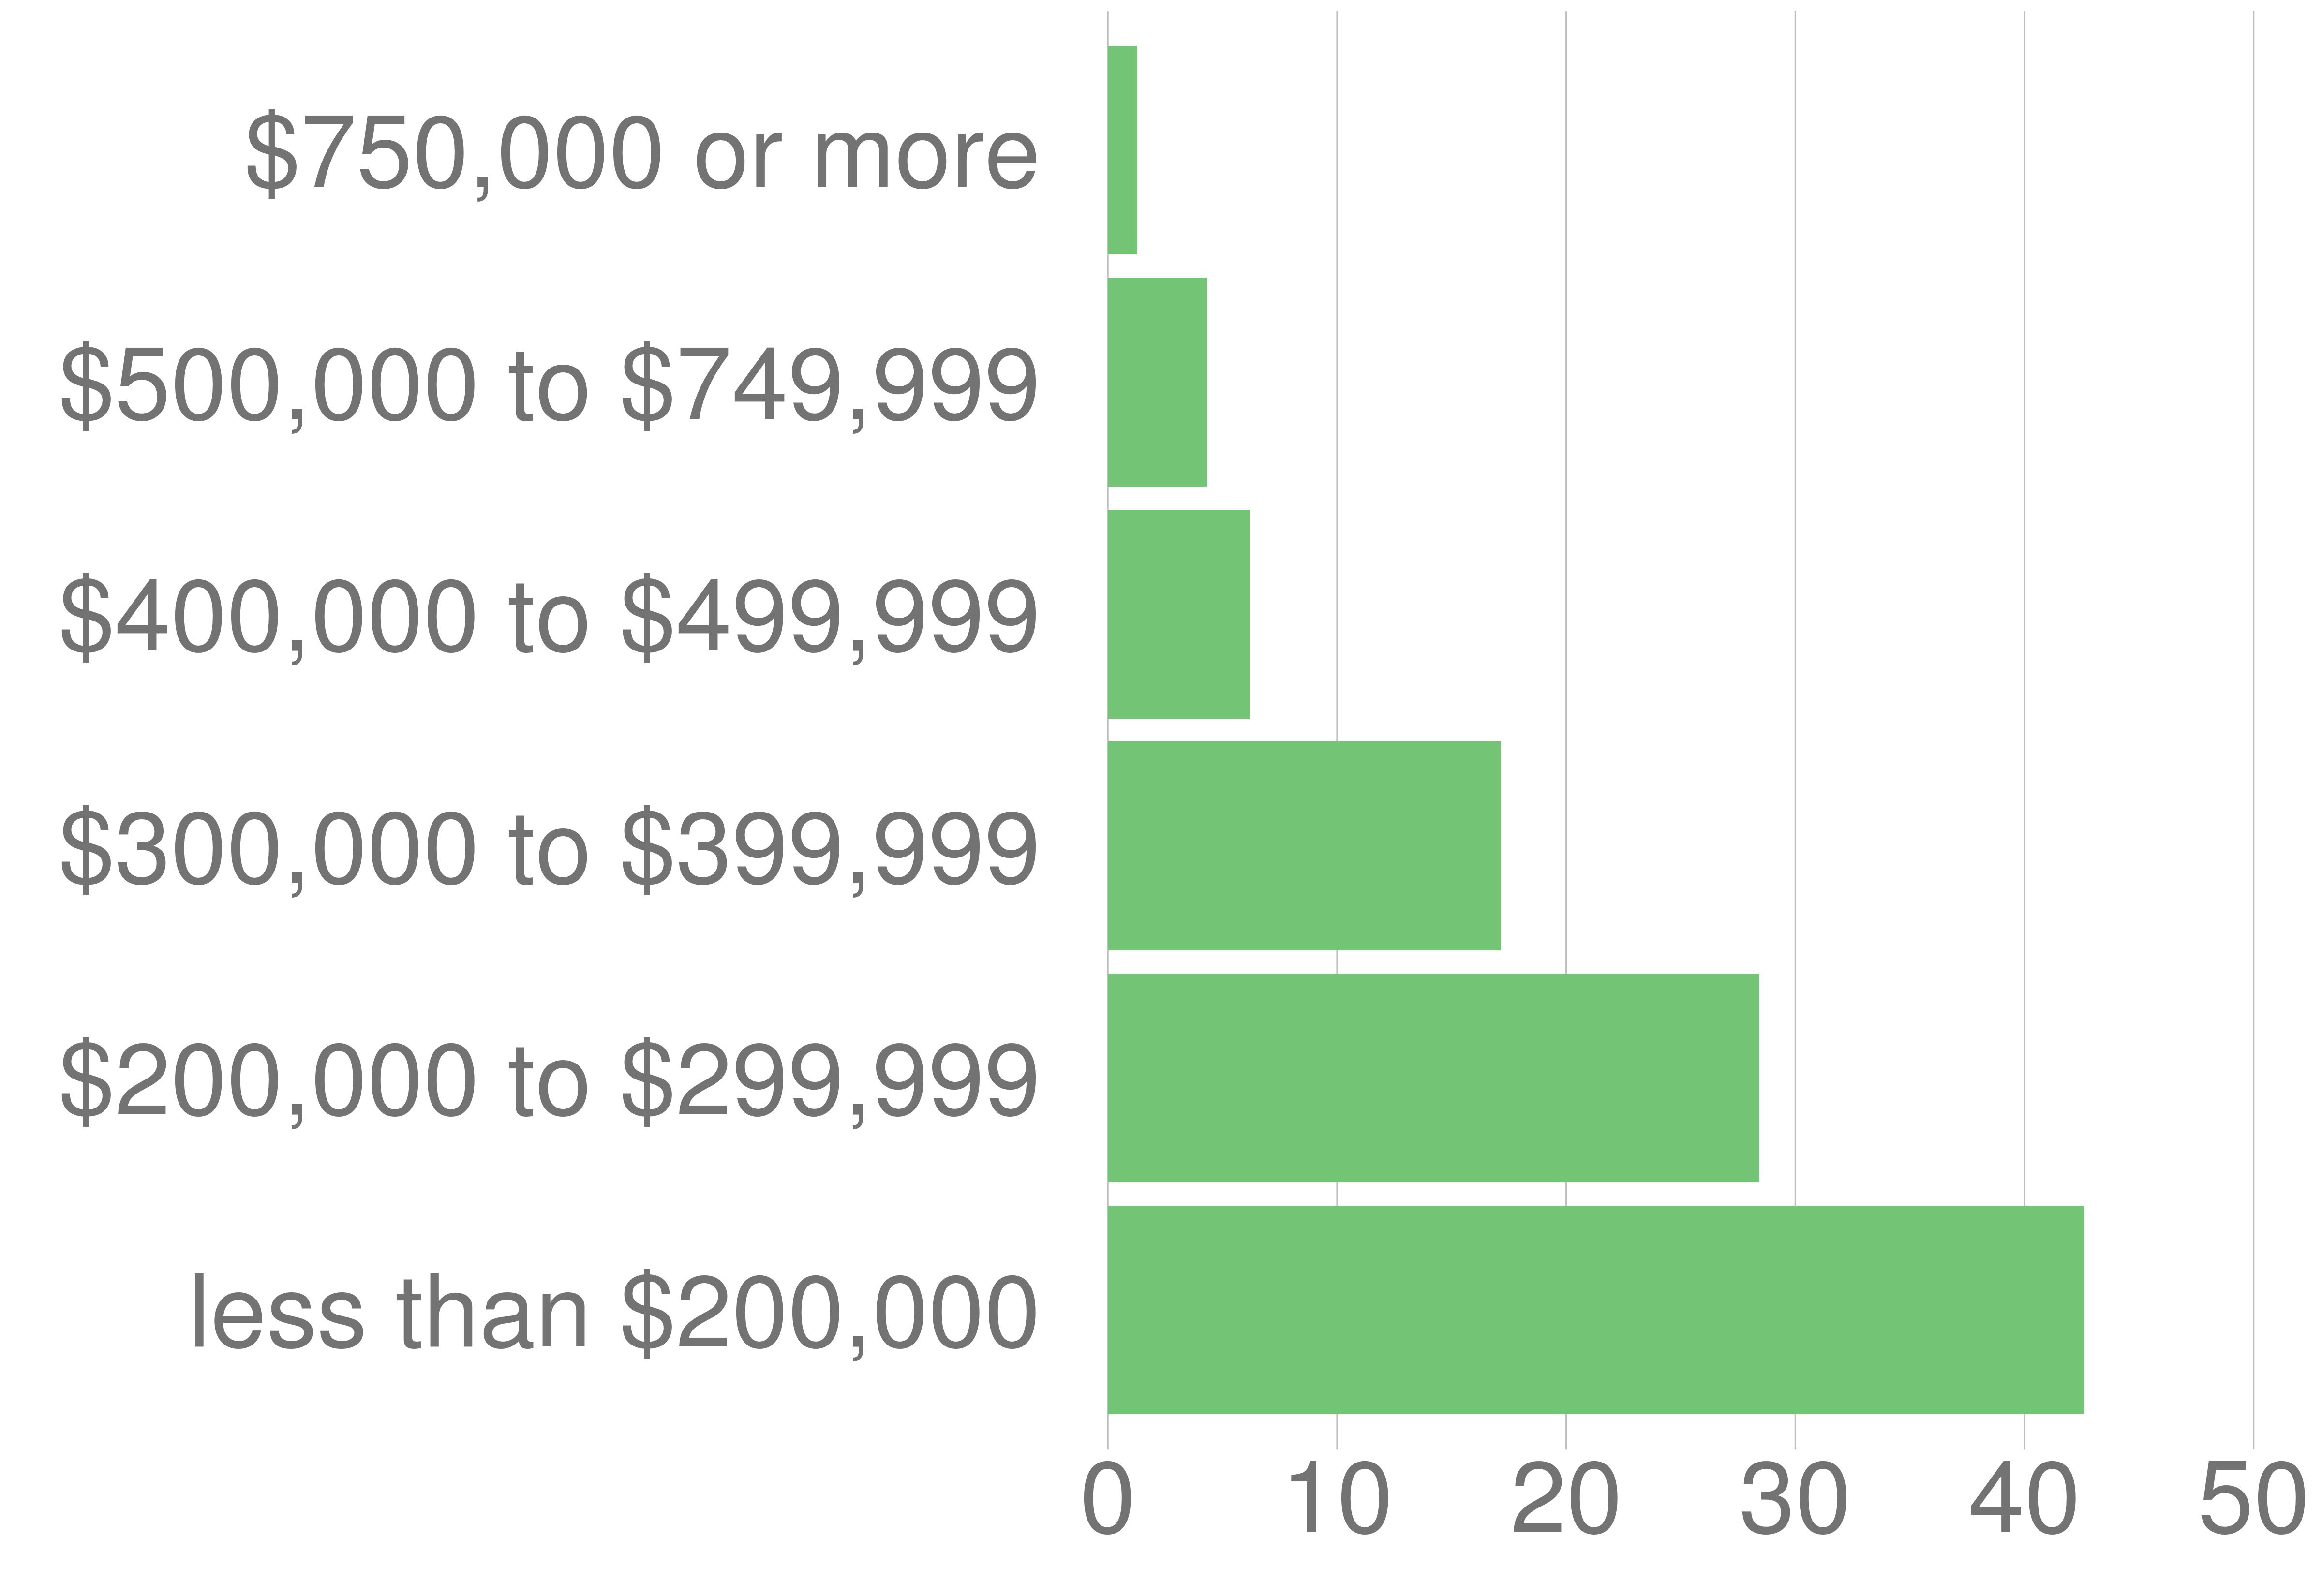 $750,000 or more
$500,000 to $749,999
$400,000 to $499,999
$300,000 to $399,999
$200,000 to $299,999
less than $200,000
0 10 20 30 40 50